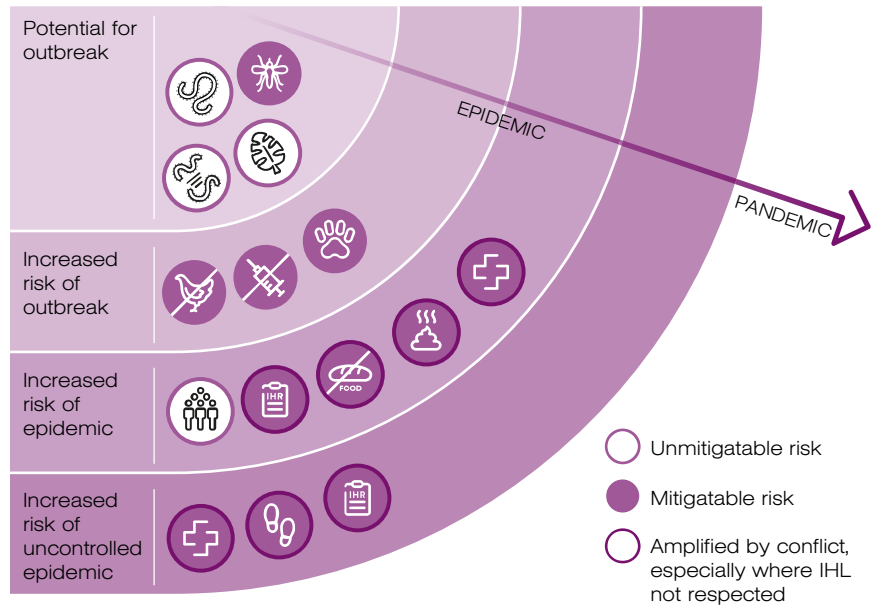 Potential for
outbreak
EPIDEMIC
PANDEMIC
Increased
risk of
outbreak
Increased
risk of
epidemic
IHR
FOOD
Increased
risk of
uncontrolled
epidemic
IHR
Unmitigatable risk
Mitigatable risk
Amplified by conflict,
especially where IHL
not respected